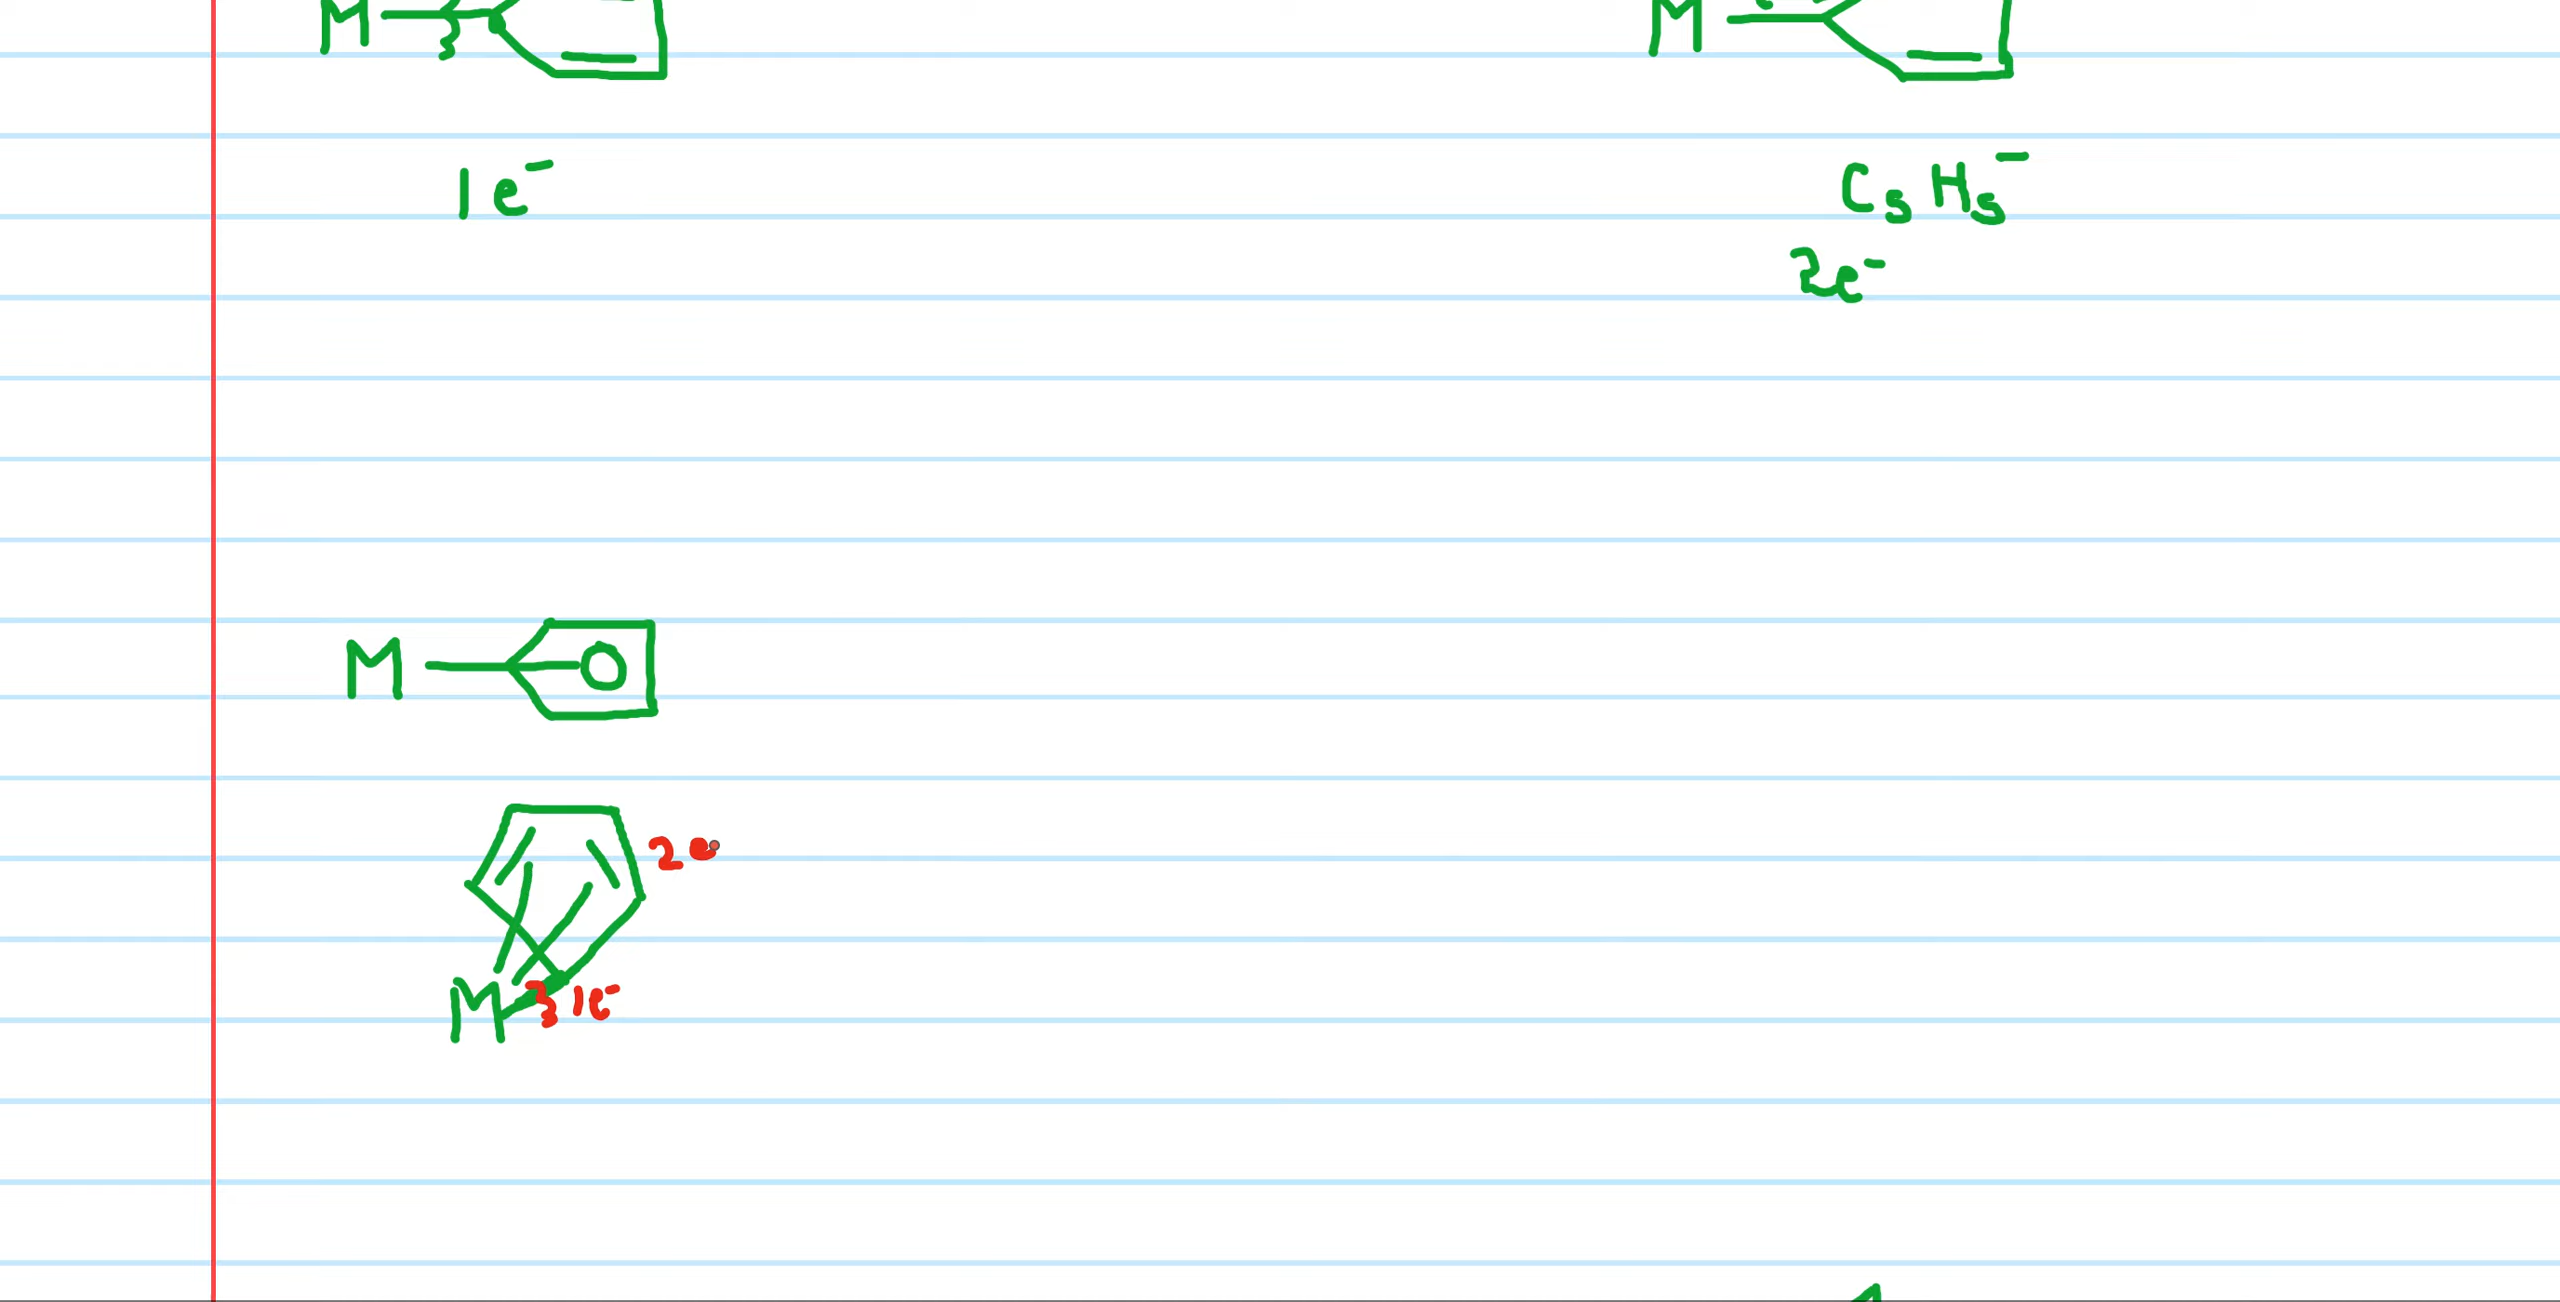 M M
1e⁻ C₅H₅⁻
2e⁻
M
2e
M 1e⁻